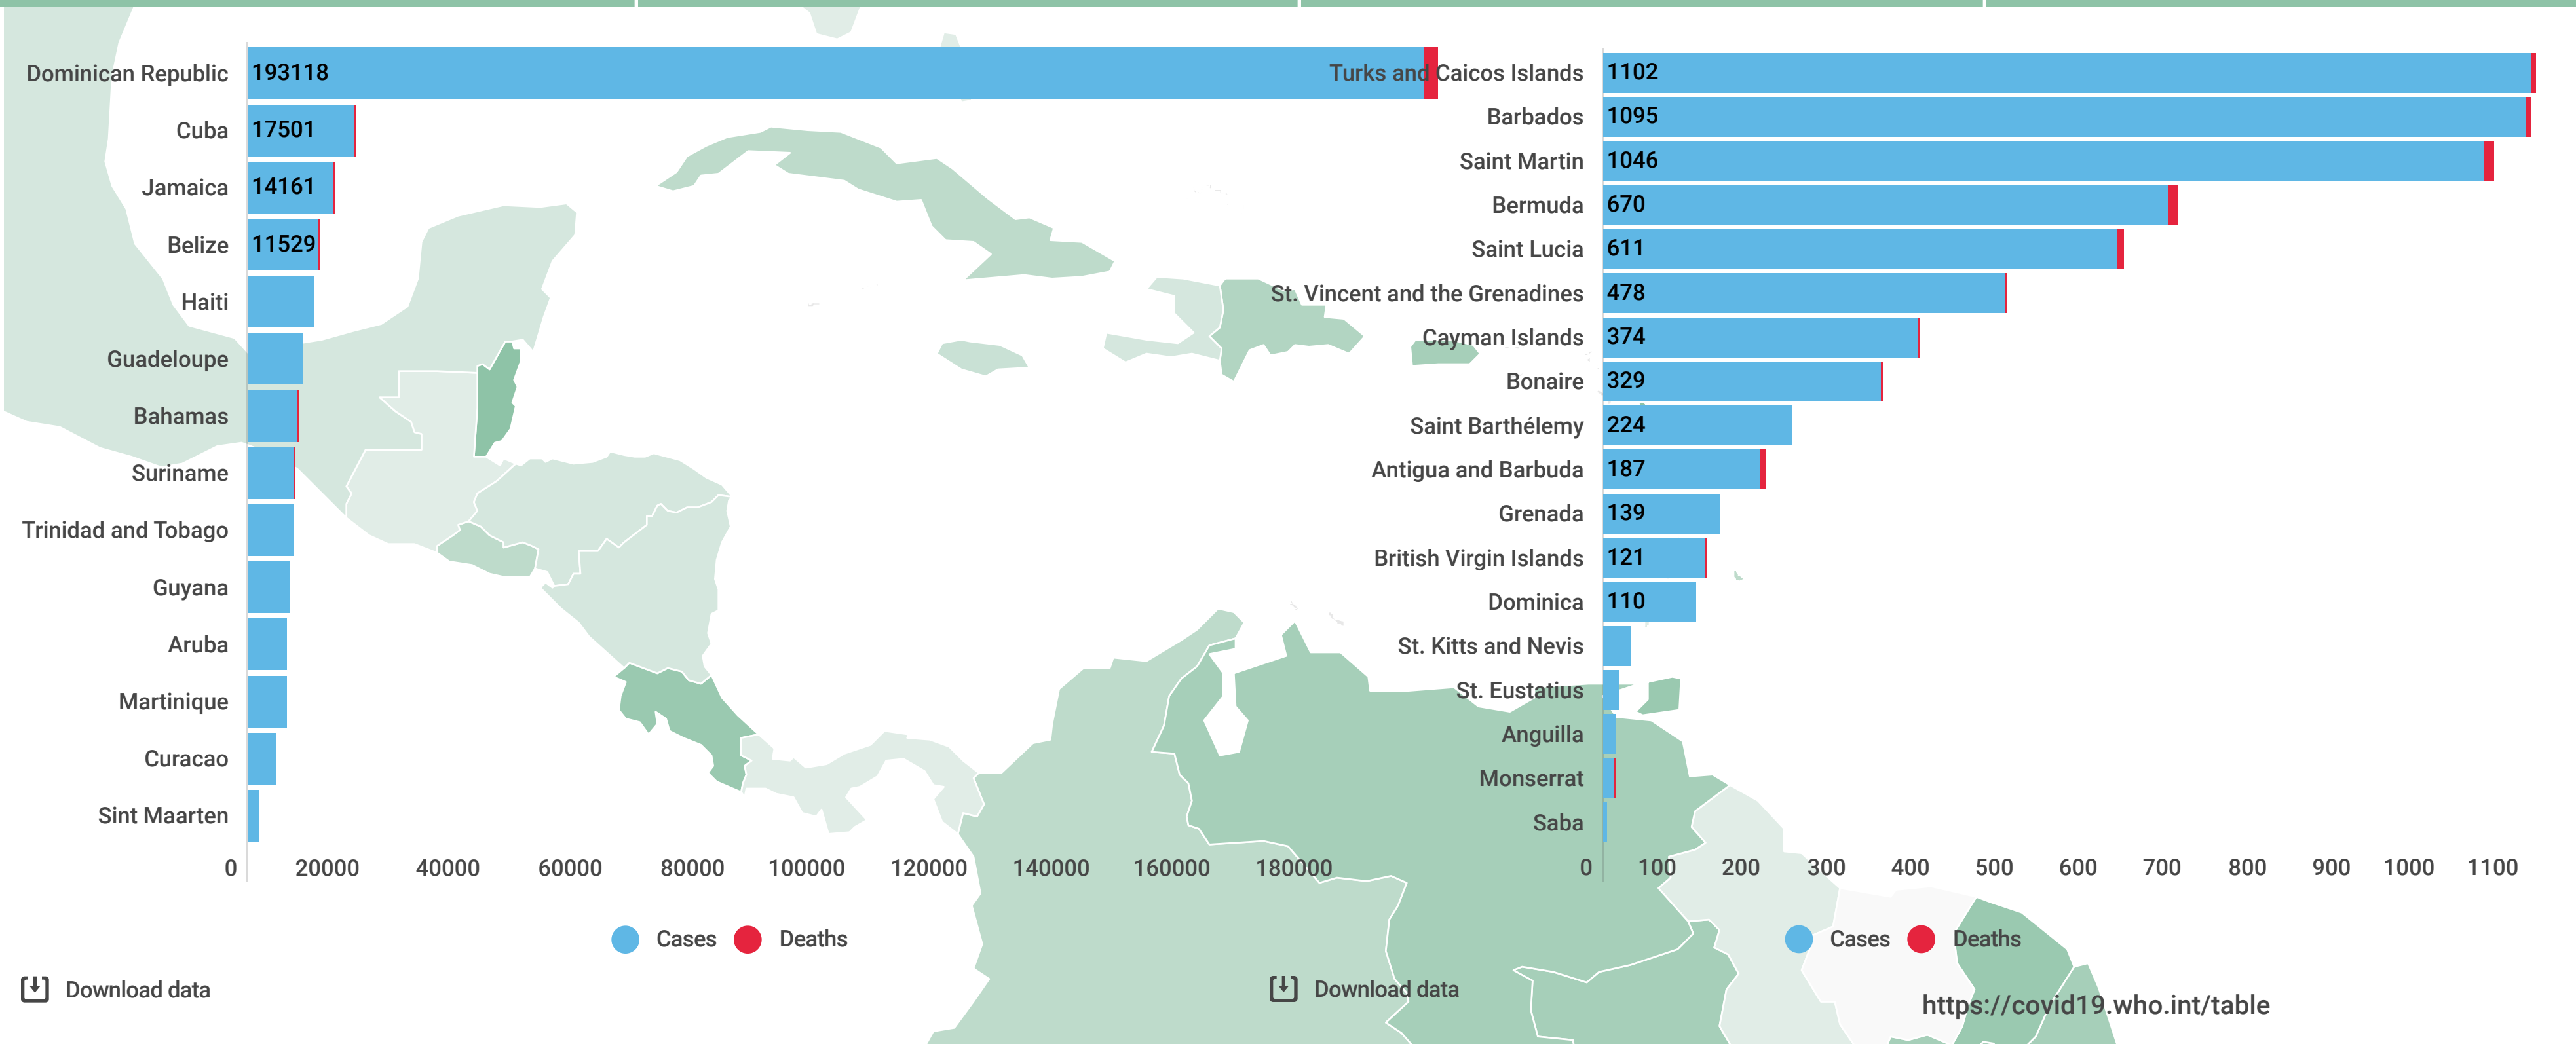 Dominican Republic 193118
Cuba 17501
Jamaica 14161
Belize 11529
Haiti
Guadeloupe
Bahamas
Suriname
Trinidad and Tobago
Guyana
Aruba
Martinique
Curacao
Sint Maarten
0 20000 40000 60000 80000 100000 120000 140000 160000 180000
Cases Deaths
Download data
Turks and Caicos Islands 1102
Barbados 1095
Saint Martin 1046
Bermuda 670
Saint Lucia 611
St. Vincent and the Grenadines 478
Cayman Islands 374
Bonaire 329
Saint Barthélemy 224
Antigua and Barbuda 187
Grenada 139
British Virgin Islands 121
Dominica 110
St. Kitts and Nevis
St. Eustatius
Anguilla
Monserrat
Saba
0 100 200 300 400 500 600 700 800 900 1000 1100
Cases Deaths
Download data
https://covid19.who.int/table